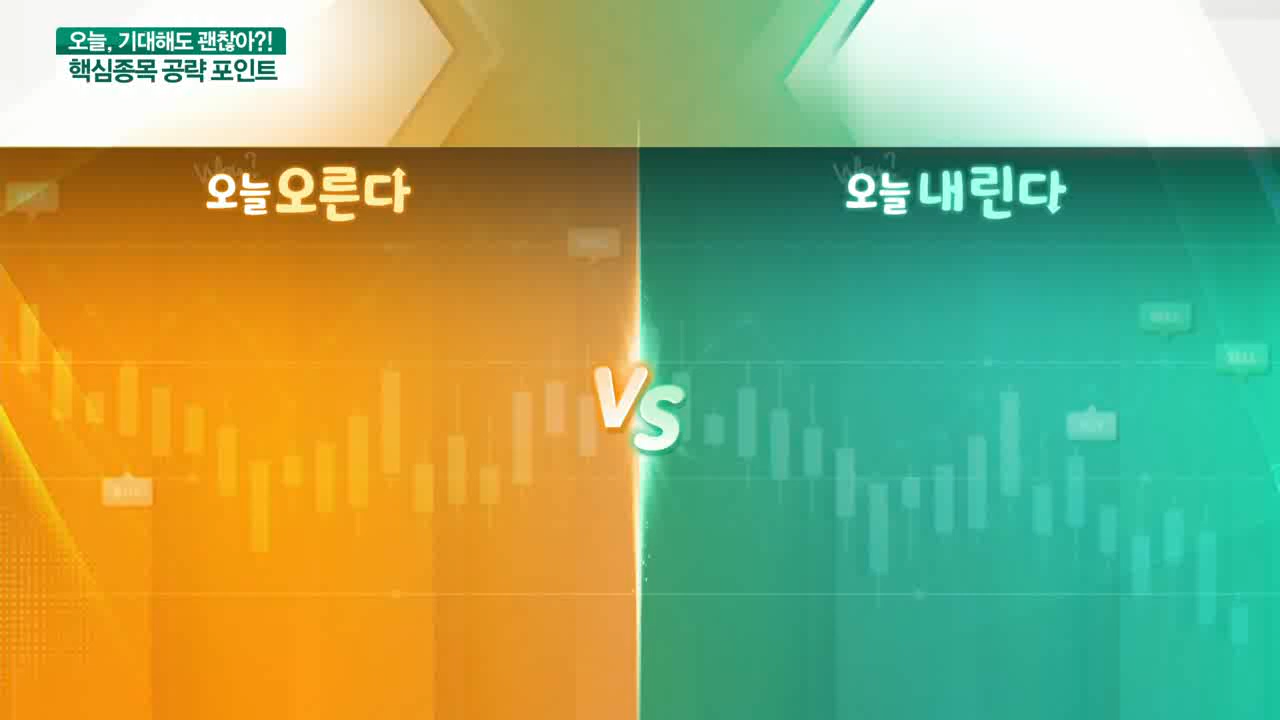 오늘, 기대해도 괜찮아?!
핵심종목 공략 포인트
오늘 오른다
오늘 내린다
VS
SELL